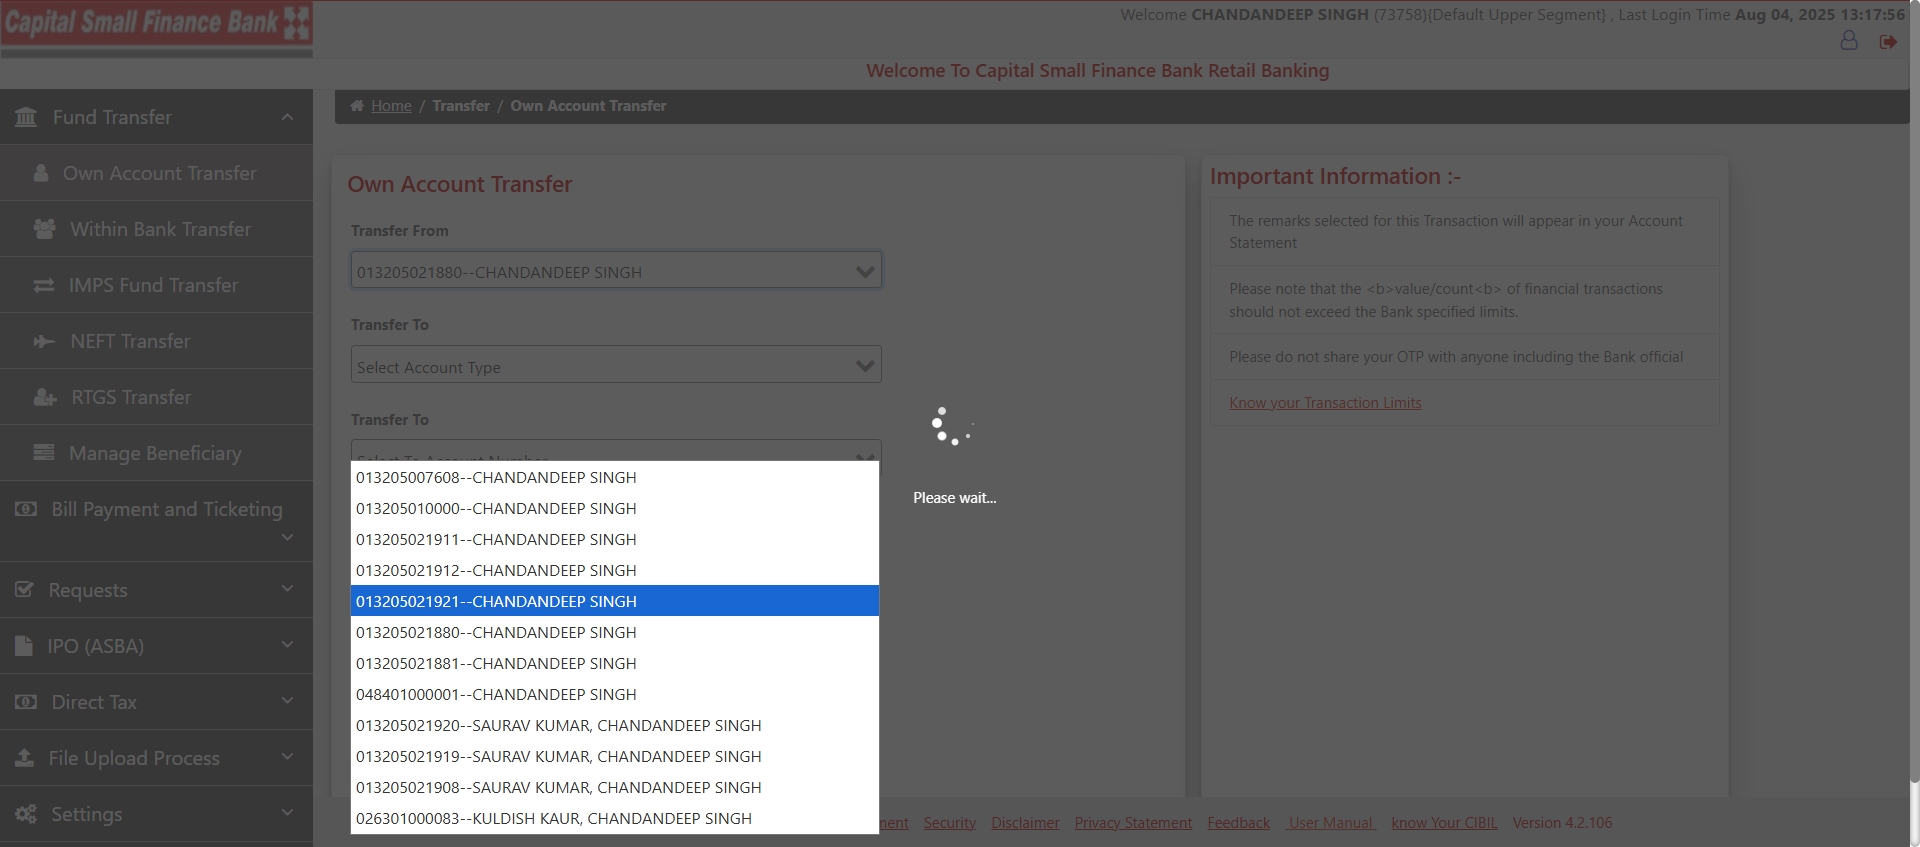 Capital Small Finance Bank
Welcome CHANDANDEEP SINGH (73758){Default Upper Segment} , Last Login Time Aug 04, 2025 13:17:56
Welcome To Capital Small Finance Bank Retail Banking
Home / Transfer / Own Account Transfer
Fund Transfer
Own Account Transfer
Within Bank Transfer
IMPS Fund Transfer
NEFT Transfer
RTGS Transfer
Manage Beneficiary
Bill Payment and Ticketing
Requests
IPO (ASBA)
Direct Tax
File Upload Process
Settings
Own Account Transfer
Transfer From
013205021880--CHANDANDEEP SINGH
Transfer To
Select Account Type
Transfer To
Select To Account Number
013205007608--CHANDANDEEP SINGH
013205010000--CHANDANDEEP SINGH
013205021911--CHANDANDEEP SINGH
013205021912--CHANDANDEEP SINGH
013205021921--CHANDANDEEP SINGH
013205021880--CHANDANDEEP SINGH
013205021881--CHANDANDEEP SINGH
048401000001--CHANDANDEEP SINGH
013205021920--SAURAV KUMAR, CHANDANDEEP SINGH
013205021919--SAURAV KUMAR, CHANDANDEEP SINGH
013205021908--SAURAV KUMAR, CHANDANDEEP SINGH
026301000083--KULDISH KAUR, CHANDANDEEP SINGH
Please wait...
Important Information :-
The remarks selected for this Transaction will appear in your Account
Statement
Please note that the <b>value/count<b> of financial transactions
should not exceed the Bank specified limits.
Please do not share your OTP with anyone including the Bank official
Know your Transaction Limits
Security Disclaimer Privacy Statement Feedback User Manual know Your CIBIL Version 4.2.106